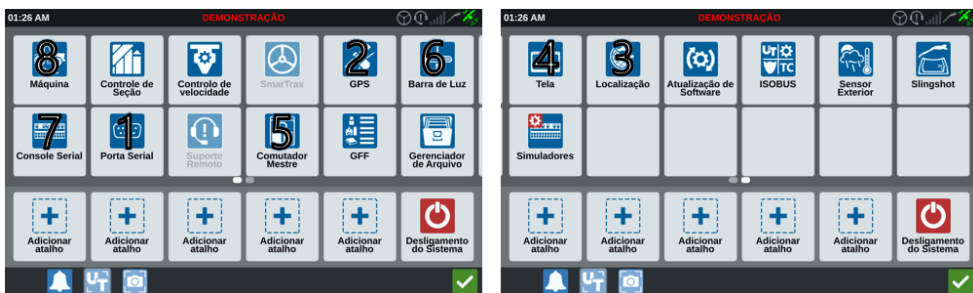 01:26 AM DEMONSTRAÇÃO
8 2 6
Máquina Controle de Seção Controlo de velocidade SmarTrax GPS Barra de Luz
7 1 5
Console Serial Porta Serial Suporte Remoto Comutador Mestre GFF Gerenciador de Arquivo
Adicionar atalho Adicionar atalho Adicionar atalho Adicionar atalho Adicionar atalho Desligamento do Sistema
UT
01:26 AM DEMONSTRAÇÃO
4 3 UT TC
Tela Localização Atualização de Software ISOBUS Sensor Exterior Slingshot
Simuladores
Adicionar atalho Adicionar atalho Adicionar atalho Adicionar atalho Adicionar atalho Desligamento do Sistema
UT